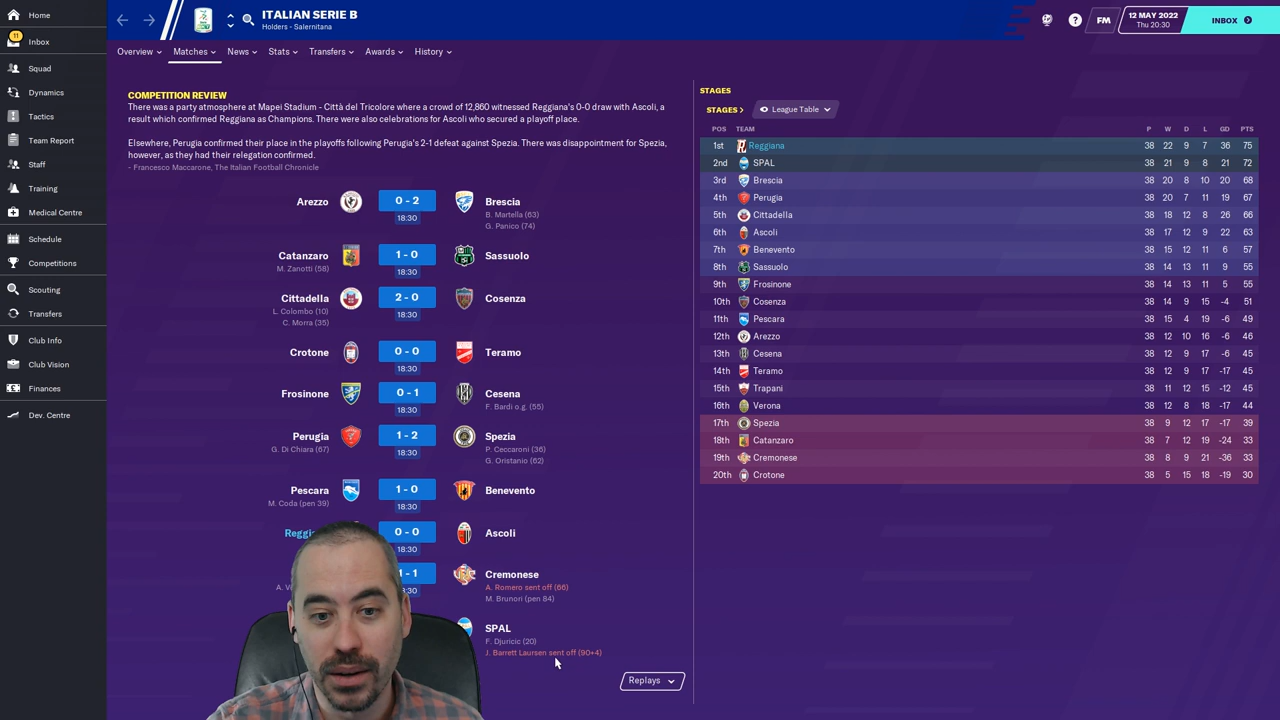 Home
11
Inbox
Squad
Dynamics
Tactics
Team Report
Staff
Training
Medical Centre
Schedule
Competitions
Scouting
Transfers
Club Info
Club Vision
Finances
Dev. Centre
ITALIAN SERIE B
Holders - Salernitana
?
FM
12 MAY 2022
Thu 20:30
INBOX
Overview
Matches
News
Stats
Transfers
Awards
History
COMPETITION REVIEW
There was a party atmosphere at Mapei Stadium - Città del Tricolore where a crowd of 12,860 witnessed Reggiana's 0-0 draw with Ascoli, a
result which confirmed Reggiana as Champions. There were also celebrations for Ascoli who secured a playoff place.
Elsewhere, Perugia confirmed their place in the playoffs following Perugia's 2-1 defeat against Spezia. There was disappointment for Spezia,
however, as they had their relegation confirmed.
- Francesco Maccarone, The Italian Football Chronicle
Arezzo 0 - 2 Brescia
18:30 B. Martella (63)
G. Panico (74)
Catanzaro 1 - 0 Sassuolo
M. Zanotti (58) 18:30
Cittadella 2 - 0 Cosenza
L. Colombo (10) 18:30
C. Morra (35)
Crotone 0 - 0 Teramo
18:30
Frosinone 0 - 1 Cesena
18:30 F. Bardi o.g. (55)
Perugia 1 - 2 Spezia
G. Di Chiara (67) 18:30 P. Ceccaroni (36)
G. Oristanio (62)
Pescara 1 - 0 Benevento
M. Coda (pen 39) 18:30
0 - 0 Ascoli
18:30
- 1 Cremonese
A. Romero sent off (66)
M. Brunori (pen 84)
SPAL
F. Djuricic (20)
J. Barrett Laursen sent off (90+4)
Replays
STAGES
STAGES > League Table
POS TEAM P W D L GD PTS
1st Reggiana 38 22 9 7 36 75
2nd SPAL 38 21 9 8 21 72
3rd Brescia 38 20 8 10 20 68
4th Perugia 38 20 7 11 19 67
5th Cittadella 38 18 12 8 26 66
6th Ascoli 38 17 12 9 22 63
7th Benevento 38 15 12 11 6 57
8th Sassuolo 38 14 13 11 9 55
9th Frosinone 38 14 13 11 5 55
10th Cosenza 38 14 9 15 -4 51
11th Pescara 38 15 4 19 -6 49
12th Arezzo 38 12 10 16 -6 46
13th Cesena 38 12 9 17 -6 45
14th Teramo 38 12 9 17 -17 45
15th Trapani 38 11 12 15 -12 45
16th Verona 38 12 8 18 -17 44
17th Spezia 38 9 12 17 -17 39
18th Catanzaro 38 7 12 19 -24 33
19th Cremonese 38 8 9 21 -36 33
20th Crotone 38 5 15 18 -19 30